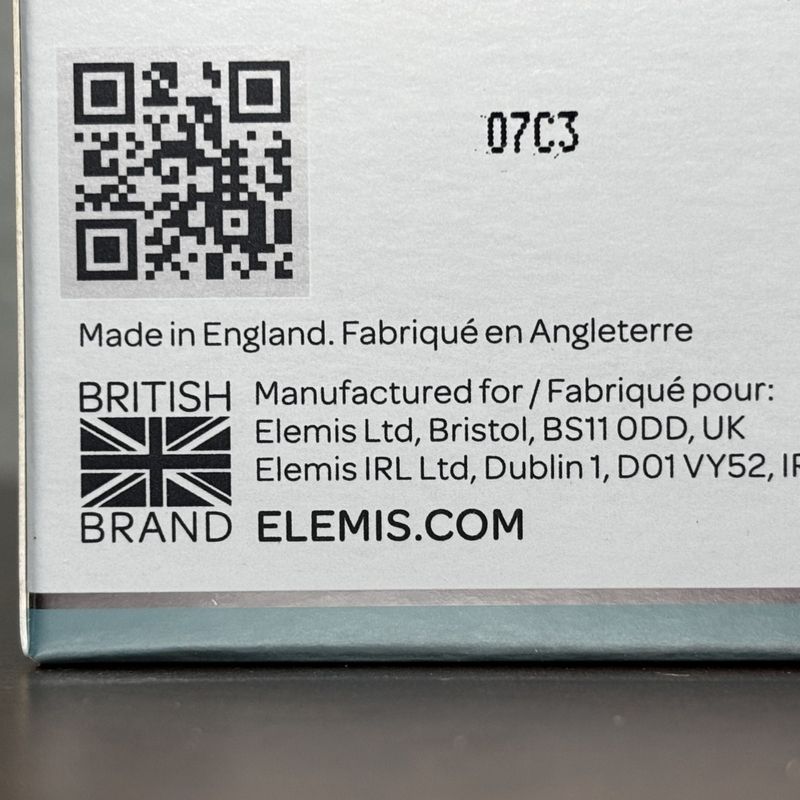 07C3
Made in England. Fabriqué en Angleterre
BRITISH
BRAND
Manufactured for / Fabriqué pour:
Elemis Ltd, Bristol, BS11 0DD, UK
Elemis IRL Ltd, Dublin 1, D01 VY52,
ELEMIS.COM